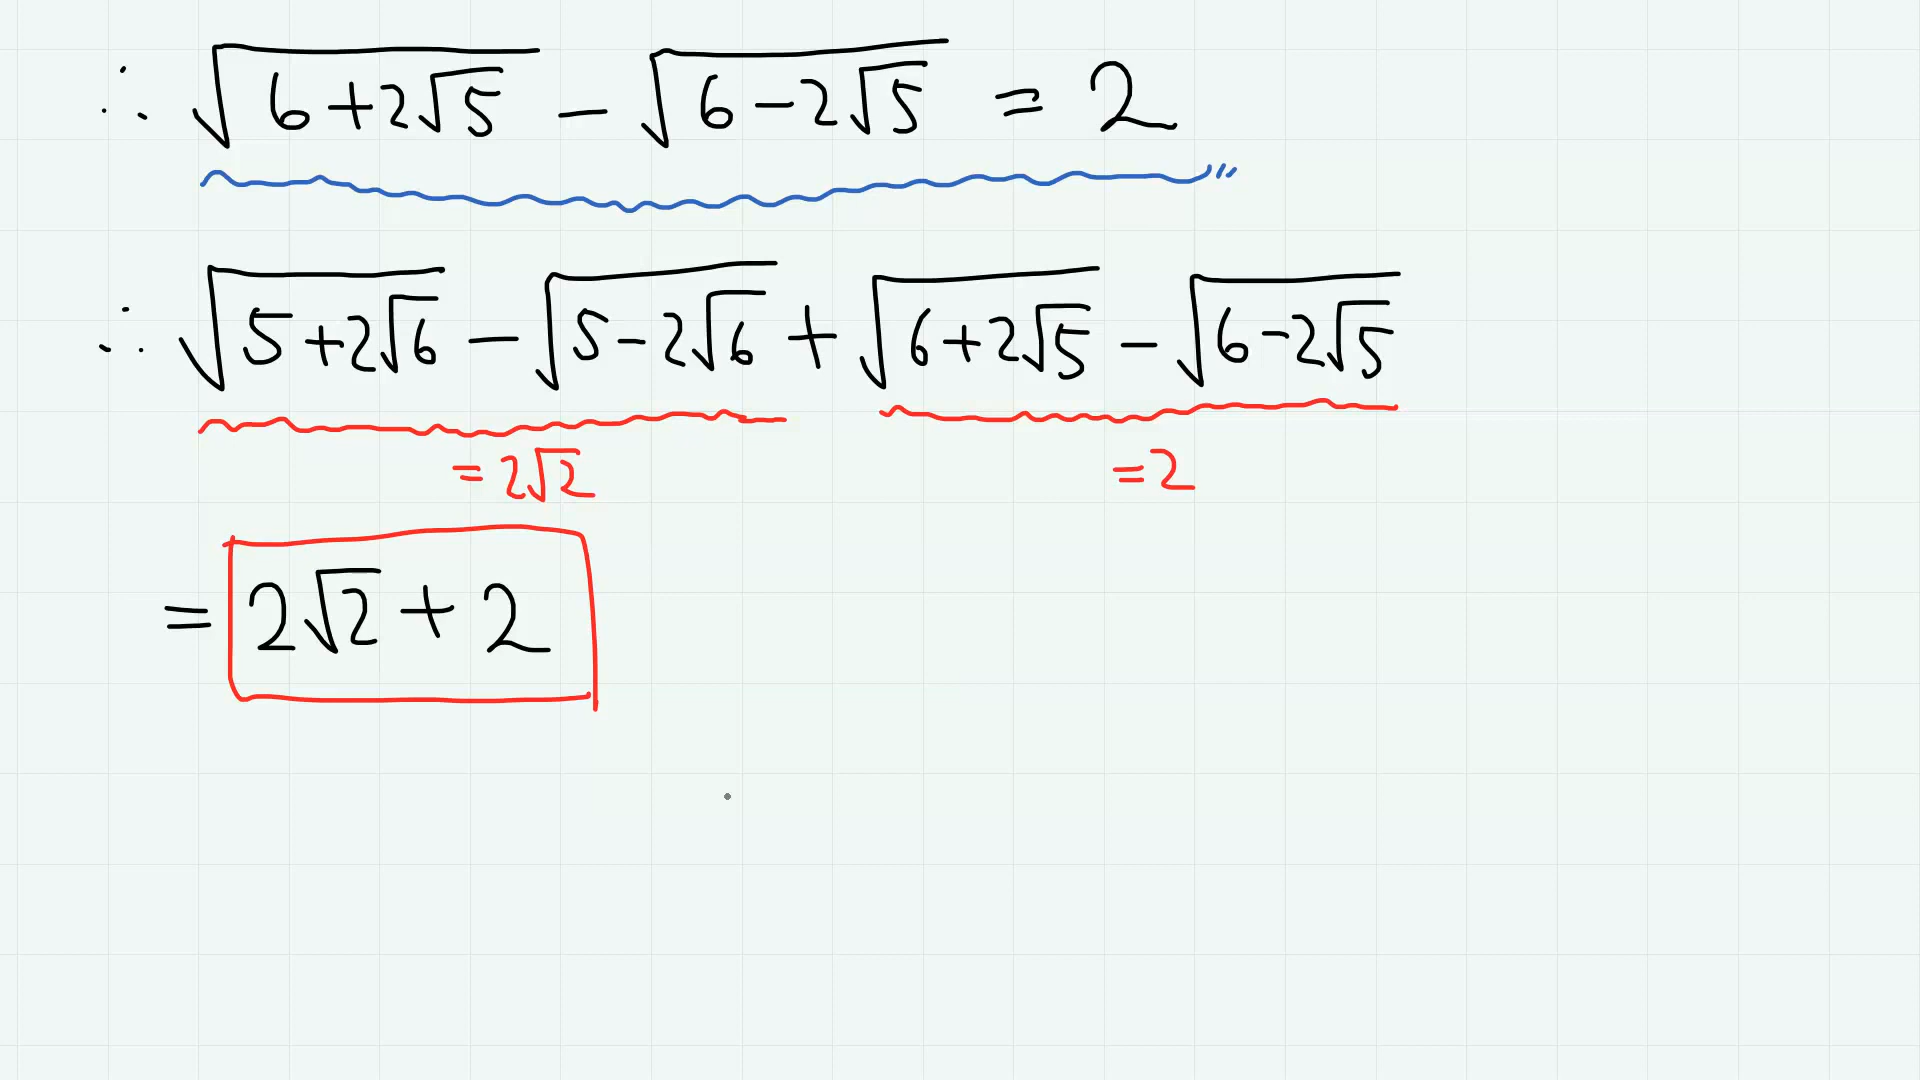 ∴ √(6+2√5) − √(6−2√5) = 2
∴ √(5+2√6) − √(5−2√6) + √(6+2√5) − √(6−2√5)
= 2√2 = 2
= 2√2 + 2